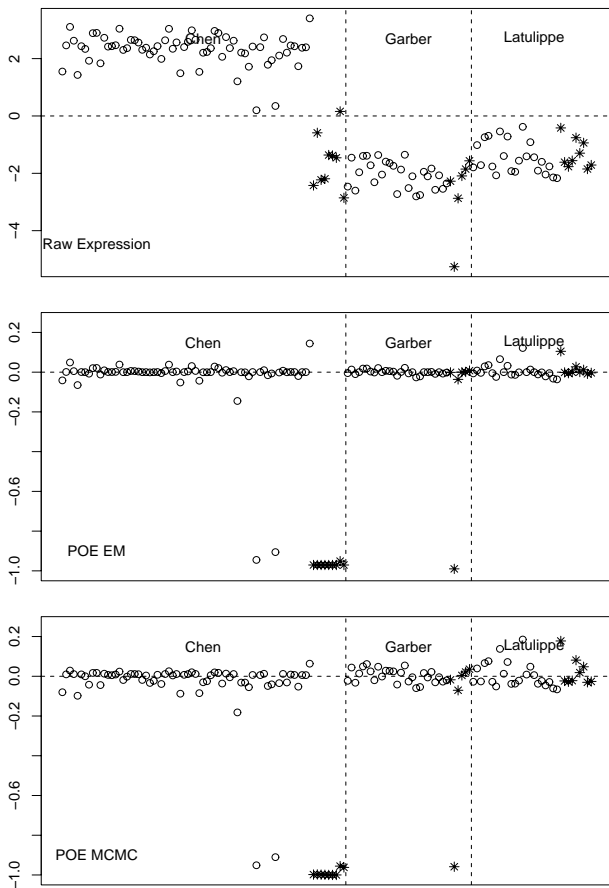 Chen
Garber
Latulippe
2
0
-2
-4
Raw Expression
Chen
Garber
Latulippe
0.2
0.0
-0.2
-0.6
-1.0
POE EM
Chen
Garber
Latulippe
0.2
0.0
-0.2
-0.6
-1.0
POE MCMC